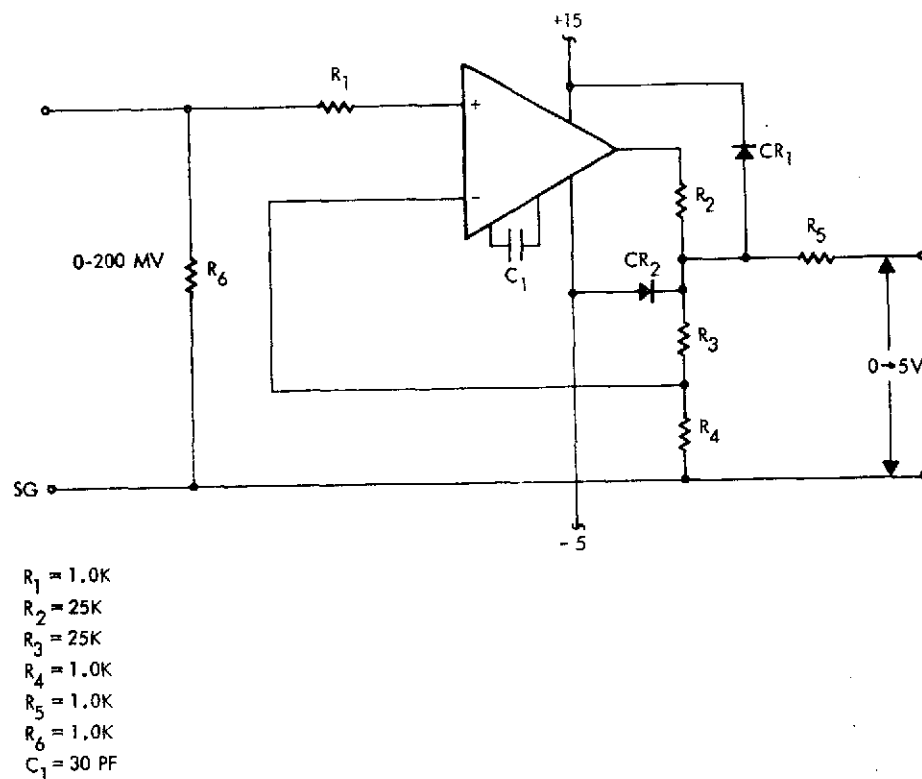 +15
R1
+
CR1
R2
-
R5
0-200 MV
R6
C1
CR2
R3
0→5V
R4
SG
- 5
R1 = 1.0K
R2 = 25K
R3 = 25K
R4 = 1.0K
R5 = 1.0K
R6 = 1.0K
C1 = 30 PF